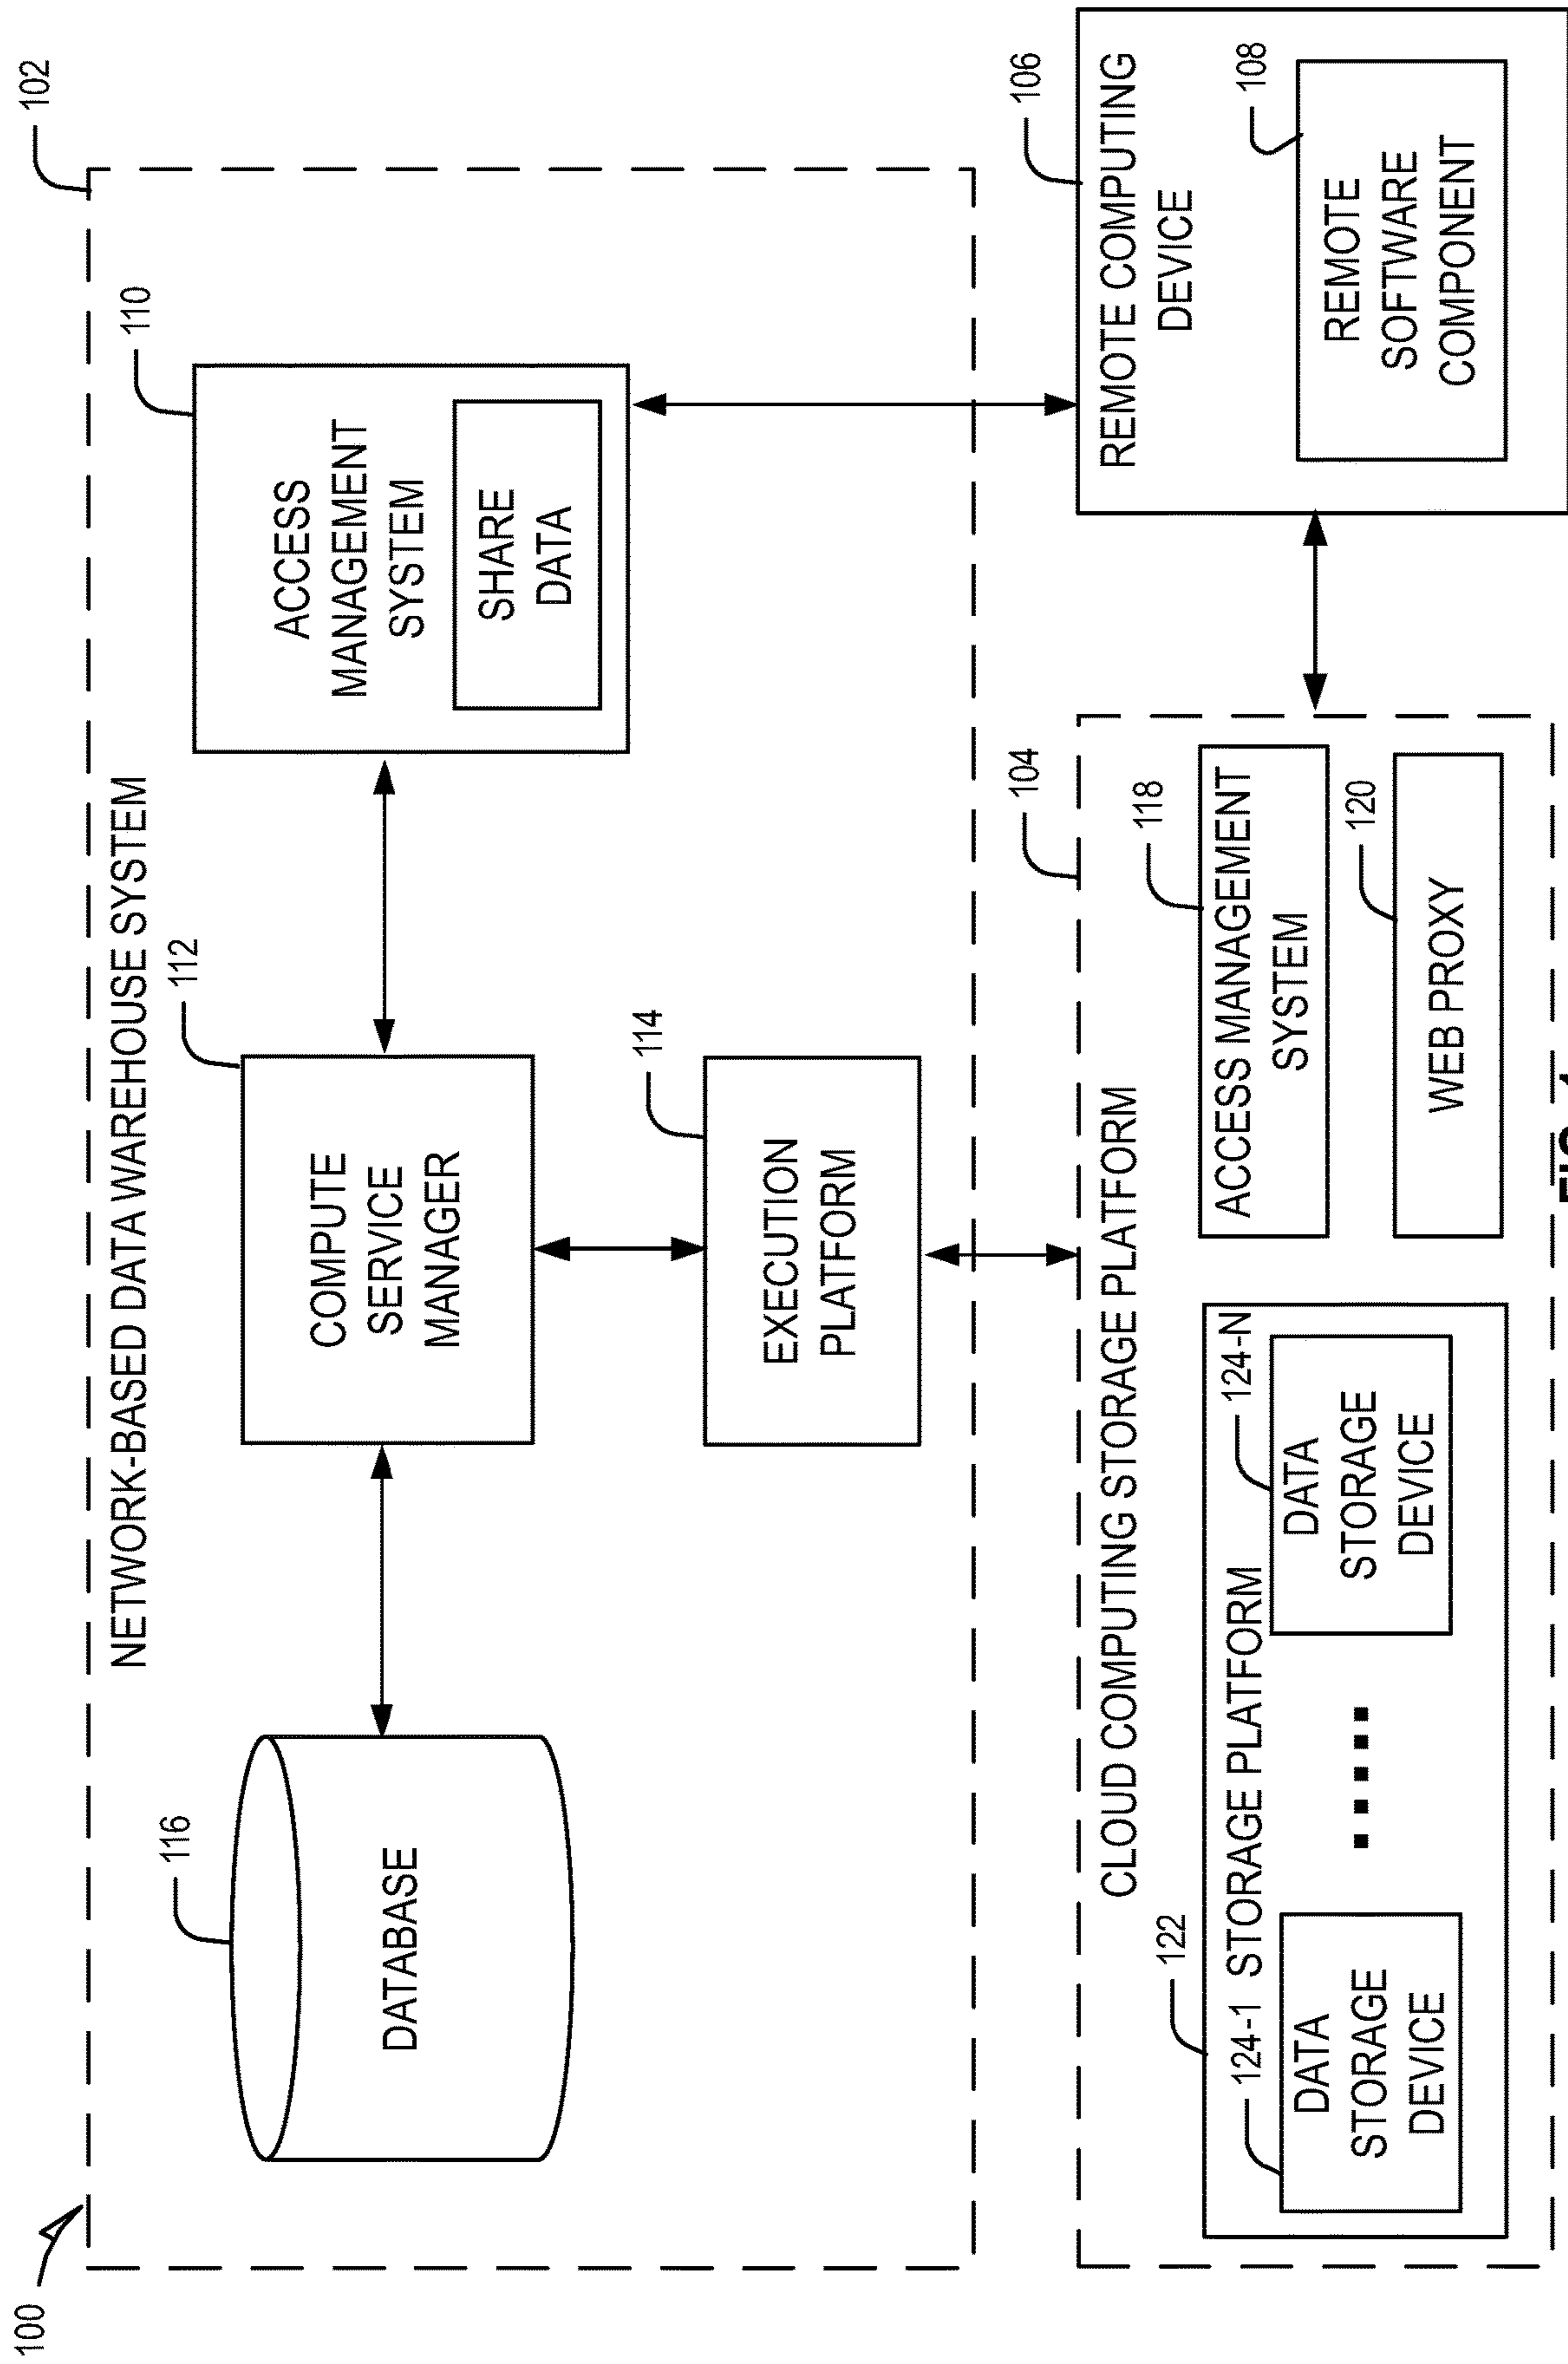 100
102
NETWORK-BASED DATA WAREHOUSE SYSTEM
116
DATABASE
112
COMPUTE
SERVICE
MANAGER
110
ACCESS
MANAGEMENT
SYSTEM
SHARE
DATA
114
EXECUTION
PLATFORM
104
CLOUD COMPUTING STORAGE PLATFORM
122
STORAGE PLATFORM
124-1
DATA
STORAGE
DEVICE
124-N
DATA
STORAGE
DEVICE
118
ACCESS MANAGEMENT
SYSTEM
120
WEB PROXY
106
REMOTE COMPUTING
DEVICE
108
REMOTE
SOFTWARE
COMPONENT